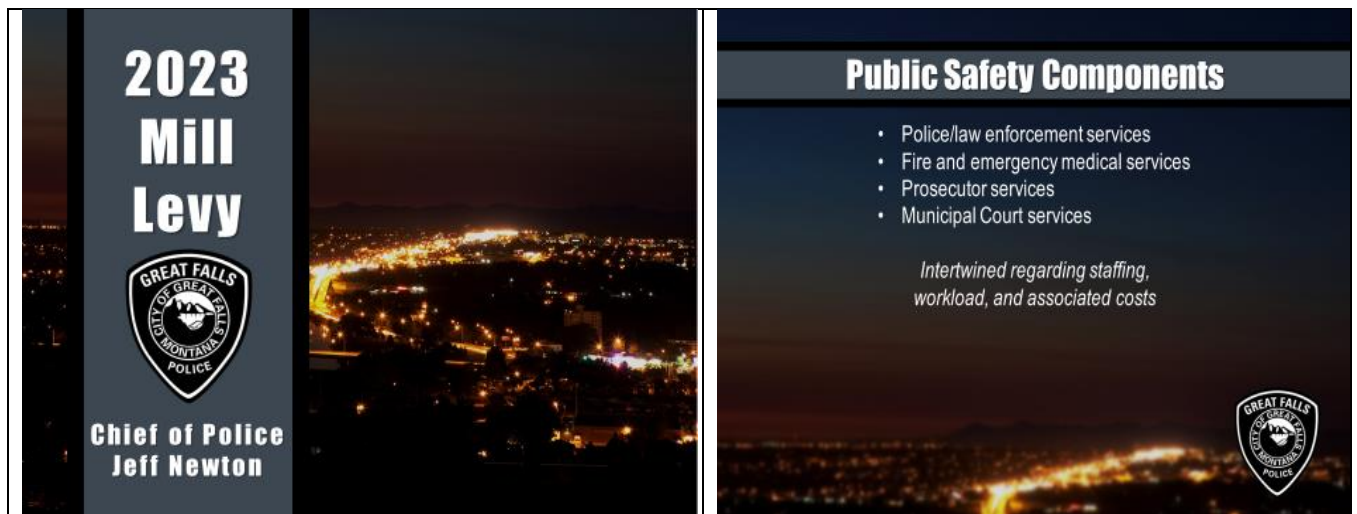 2023
Mill
Levy
GREAT FALLS
CITY OF GREAT FALLS
MONTANA
POLICE
Chief of Police
Jeff Newton
Public Safety Components
• Police/law enforcement services
• Fire and emergency medical services
• Prosecutor services
• Municipal Court services
Intertwined regarding staffing,
workload, and associated costs
GREAT FALLS
CITY OF GREAT FALLS
MONTANA
POLICE